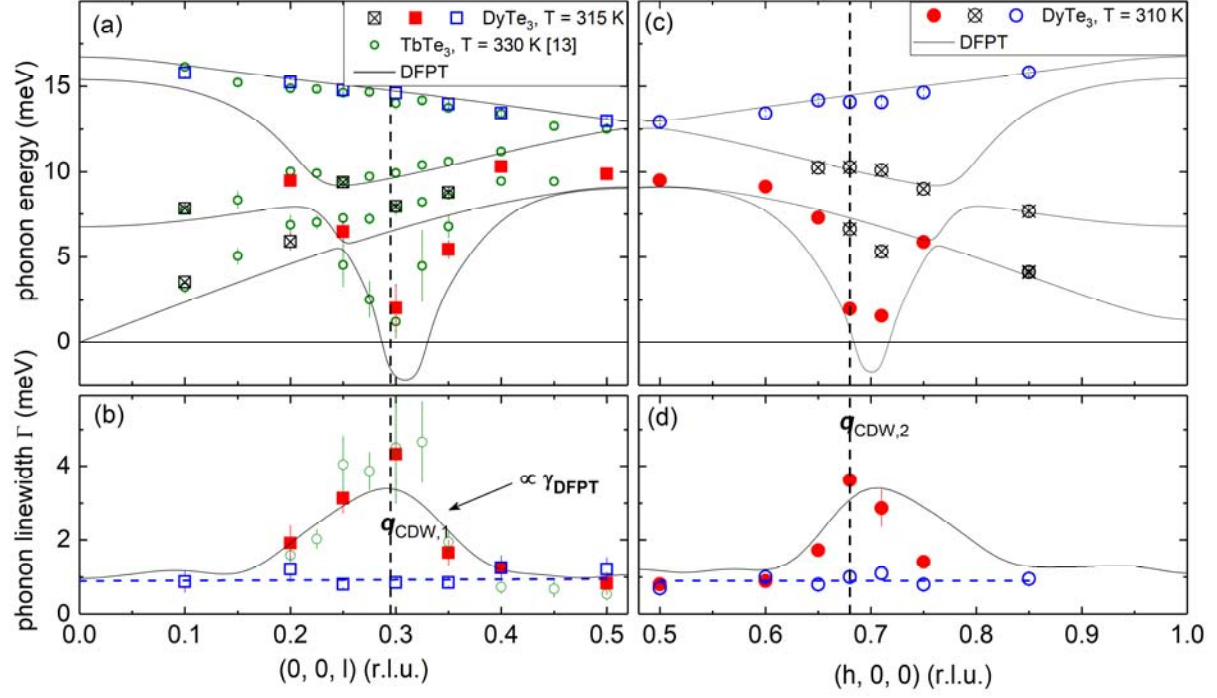 (a)
DyTe3, T = 315 K
TbTe3, T = 330 K [13]
DFPT
phonon energy (meV)
15
10
5
0
(c)
DyTe3, T = 310 K
DFPT
(b)
∝ γDFPT
qCDW,1
phonon linewidth Γ (meV)
4
2
0
0.0
0.1
0.2
0.3
0.4
0.5
(0, 0, l) (r.l.u.)
(d)
qCDW,2
0.5
0.6
0.7
0.8
0.9
1.0
(h, 0, 0) (r.l.u.)